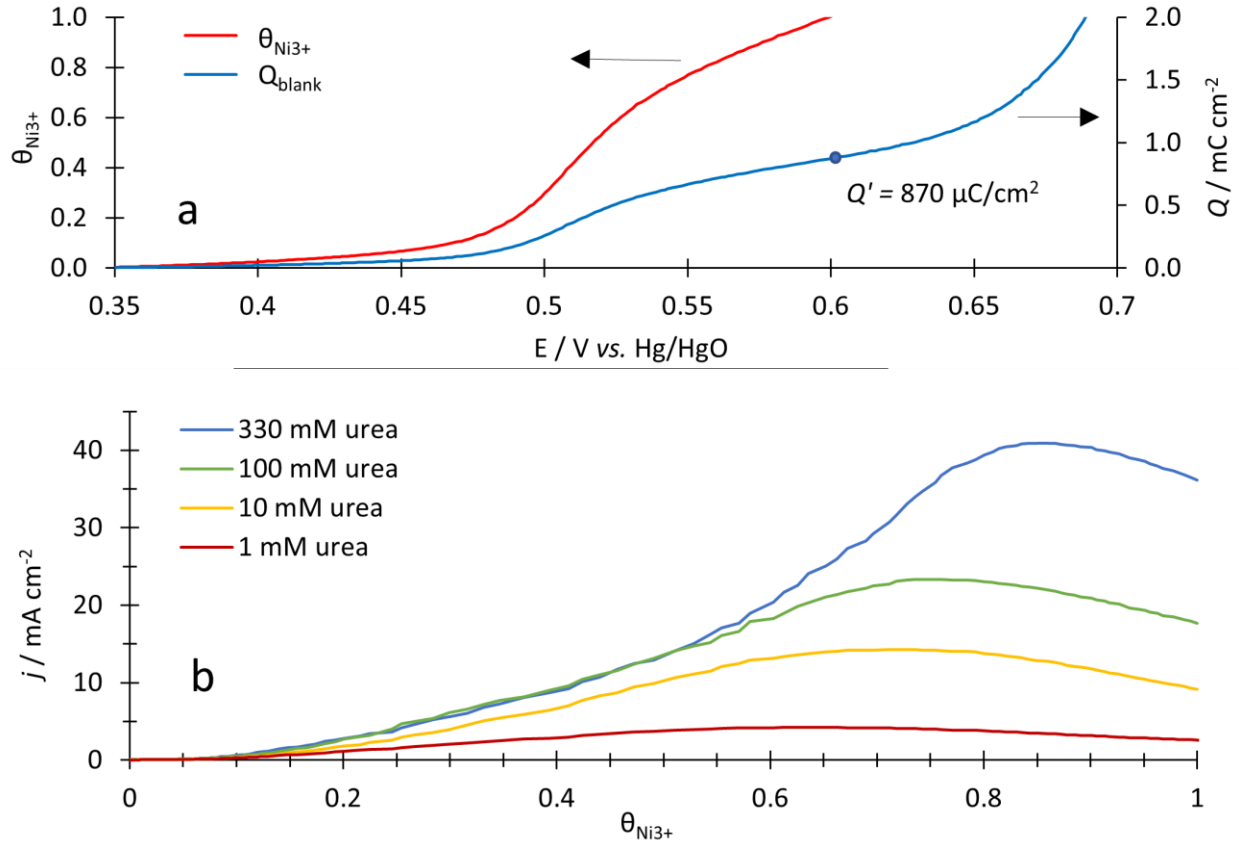 θNi3+
Qblank
1.0
0.8
0.6
0.4
0.2
0.0
θNi3+
2.0
1.5
1.0
0.5
0.0
Q / mC cm-2
a
Q' = 870 µC/cm2
0.35 0.4 0.45 0.5 0.55 0.6 0.65 0.7
E / V vs. Hg/HgO
330 mM urea
100 mM urea
10 mM urea
1 mM urea
40
30
20
10
0
j / mA cm-2
b
0 0.2 0.4 0.6 0.8 1
θNi3+